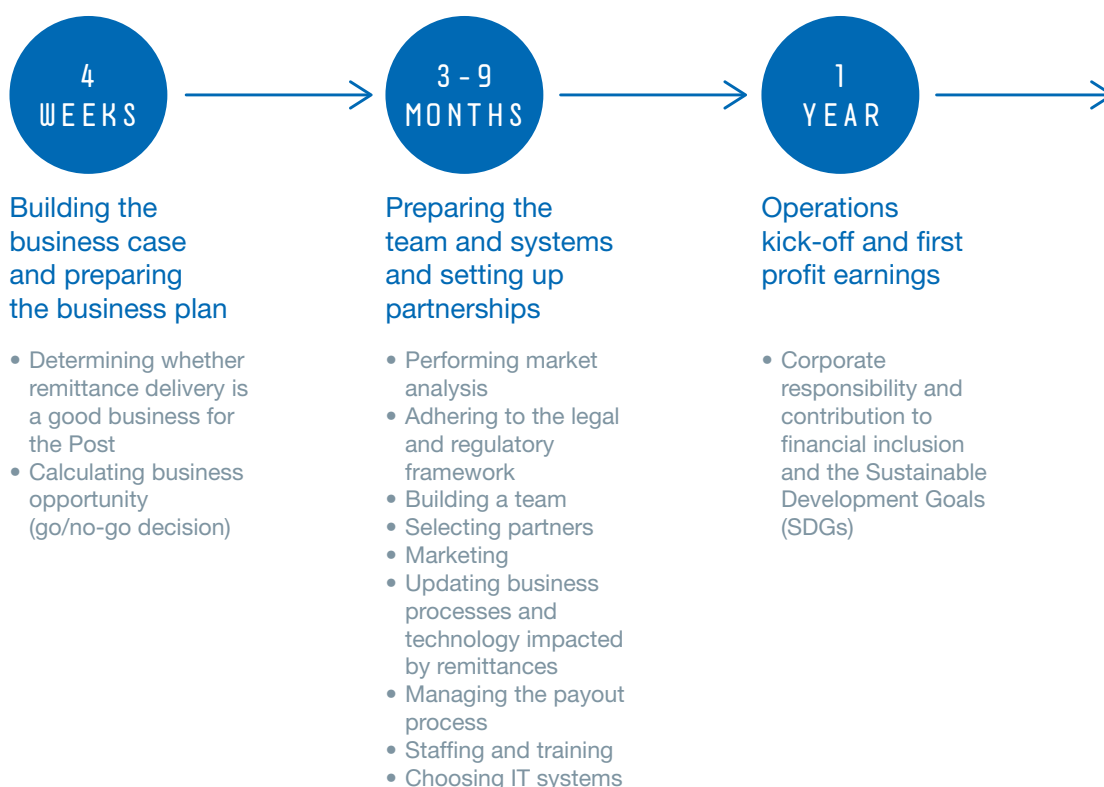 4
WEEKS
Building the
business case
and preparing
the business plan
• Determining whether
remittance delivery is
a good business for
the Post
• Calculating business
opportunity
(go/no-go decision)
3-9
MONTHS
Preparing the
team and systems
and setting up
partnerships
• Performing market
analysis
• Adhering to the legal
and regulatory
framework
• Building a team
• Selecting partners
• Marketing
• Updating business
processes and
technology impacted
by remittances
• Managing the payout
process
• Staffing and training
• Choosing IT systems
1
YEAR
Operations
kick-off and first
profit earnings
• Corporate
responsibility and
contribution to
financial inclusion
and the Sustainable
Development Goals
(SDGs)